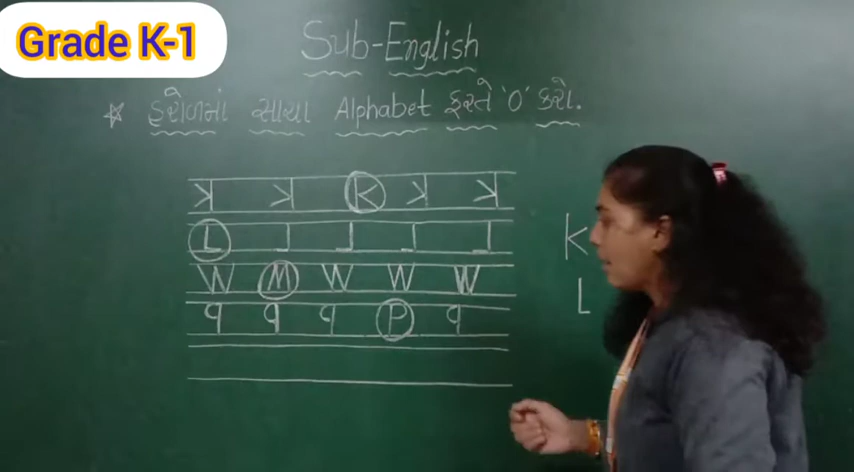 Grade K-1
Sub-English
હરોળમાં સાચા Alphabet ફરતે 'O' કરો.
K
L
L
W M W W W
P